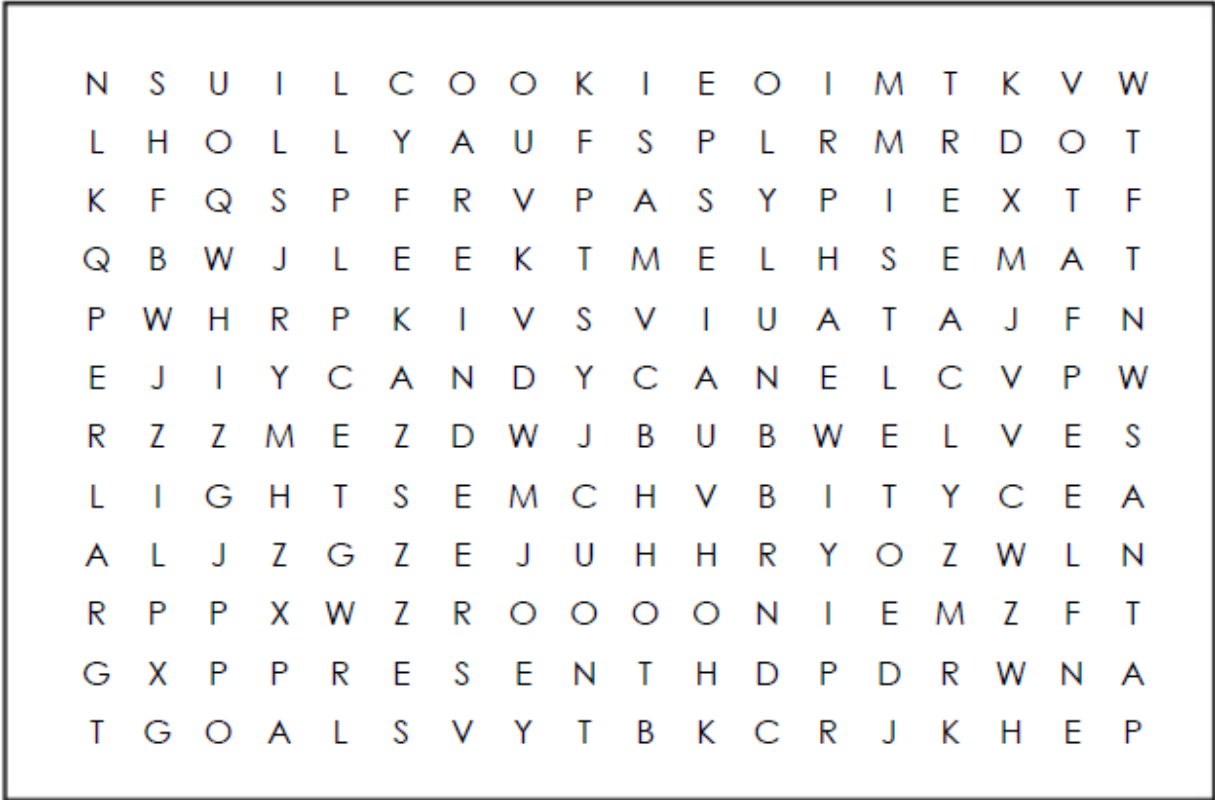 N S U I L C O O K I E O I M T K V W
L H O L L Y A U F S P L R M R D O T
K F Q S P F R V P A S Y P I E X T F
Q B W J L E E K T M E L H S E M A T
P W H R P K I V S V I U A T A J F N
E J I Y C A N D Y C A N E L C V P W
R Z Z M E Z D W J B U B W E L V E S
L I G H T S E M C H V B I T Y C E A
A L J Z G Z E J U H H R Y O Z W L N
R P P X W Z R O O O O N I E M Z F T
G X P P R E S E N T H D P D R W N A
T G O A L S V Y T B K C R J K H E P